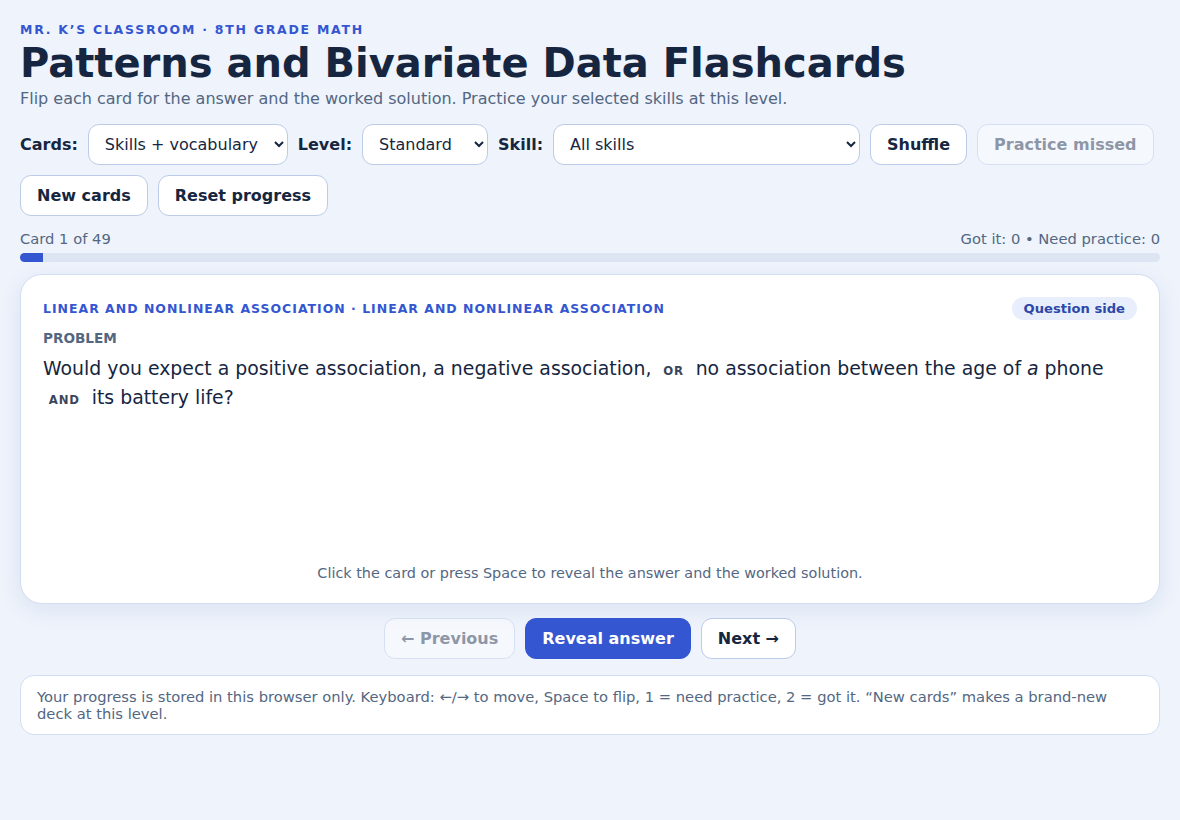 MR. K’S CLASSROOM · 8TH GRADE MATH
Patterns and Bivariate Data Flashcards
Flip each card for the answer and the worked solution. Practice your selected skills at this level.
Cards: Skills + vocabulary Level: Standard Skill: All skills Shuffle Practice missed
New cards Reset progress
Card 1 of 49 Got it: 0 • Need practice: 0
LINEAR AND NONLINEAR ASSOCIATION · LINEAR AND NONLINEAR ASSOCIATION Question side
PROBLEM
Would you expect a positive association, a negative association, OR no association between the age of a phone
AND its battery life?
Click the card or press Space to reveal the answer and the worked solution.
← Previous Reveal answer Next →
Your progress is stored in this browser only. Keyboard: ←/→ to move, Space to flip, 1 = need practice, 2 = got it. “New cards” makes a brand-new
deck at this level.